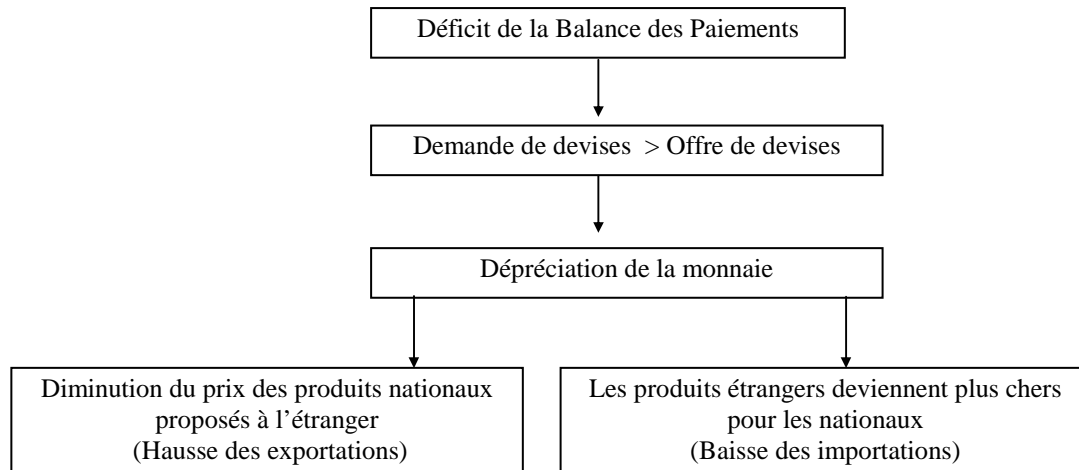 Déficit de la Balance des Paiements
Demande de devises > Offre de devises
Dépréciation de la monnaie
Diminution du prix des produits nationaux
proposés à l’étranger
(Hausse des exportations)
Les produits étrangers deviennent plus chers
pour les nationaux
(Baisse des importations)